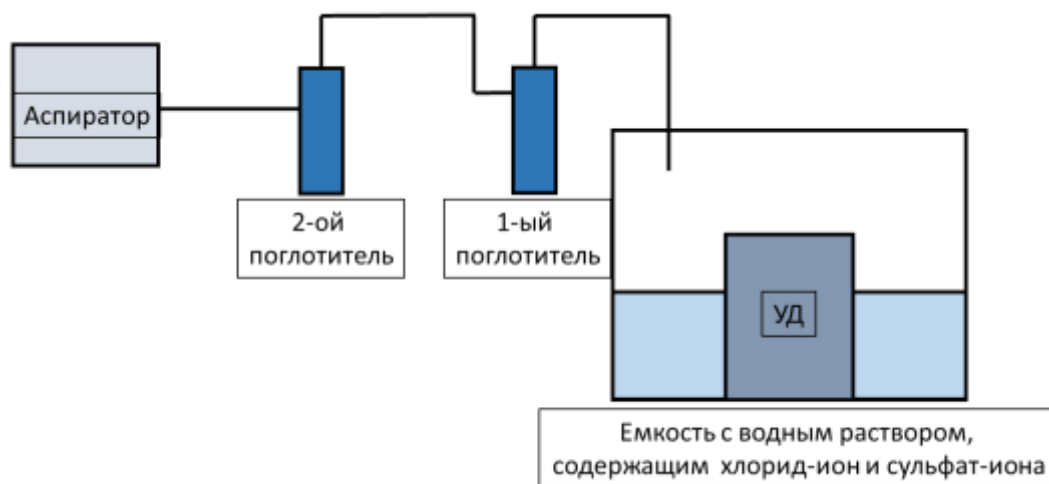 Аспиратор
2-ой
поглотитель
1-ый
поглотитель
УД
Емкость с водным раствором,
содержащим хлорид-ион и сульфат-иона